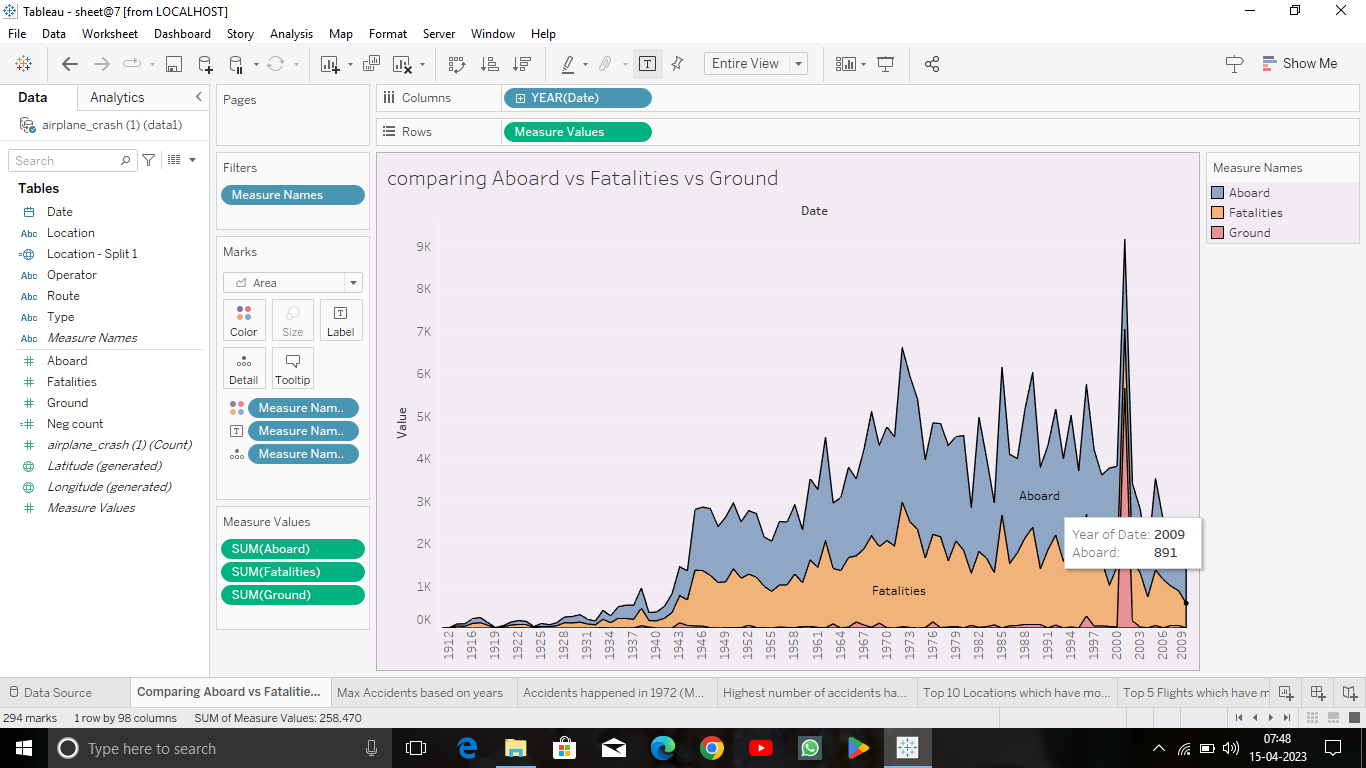 Tableau - sheet@7 [from LOCALHOST]
File Data Worksheet Dashboard Story Analysis Map Format Server Window Help
Entire View
Show Me
Data Analytics
airplane_crash (1) (data1)
Search
Tables
Date
Abc Location
Location - Split 1
Abc Operator
Abc Route
Abc Type
Abc Measure Names
Aboard
Fatalities
Ground
Neg count
airplane_crash (1) (Count)
Latitude (generated)
Longitude (generated)
Measure Values
Pages
Filters
Measure Names
Marks
Area
Color Size Label
Detail Tooltip
Measure Nam..
Measure Nam..
Measure Nam..
Measure Values
SUM(Aboard)
SUM(Fatalities)
SUM(Ground)
Columns YEAR(Date)
Rows Measure Values
comparing Aboard vs Fatalities vs Ground
Date
9K
8K
7K
6K
5K
4K
3K
2K
1K
0K
Value
Aboard
Fatalities
Year of Date: 2009
Aboard: 891
1912 1916 1919 1922 1925 1928 1931 1934 1937 1940 1943 1946 1949 1952 1955 1958 1961 1964 1967 1970 1973 1976 1979 1982 1985 1988 1991 1994 1997 2000 2003 2006 2009
Measure Names
Aboard
Fatalities
Ground
Data Source Comparing Aboard vs Fatalitie... Max Accidents based on years Accidents happened in 1972 (M... Highest number of accidents ha... Top 10 Locations which have mo... Top 5 Flights which have m
294 marks 1 row by 98 columns SUM of Measure Values: 258,470
Type here to search
07:48
15-04-2023